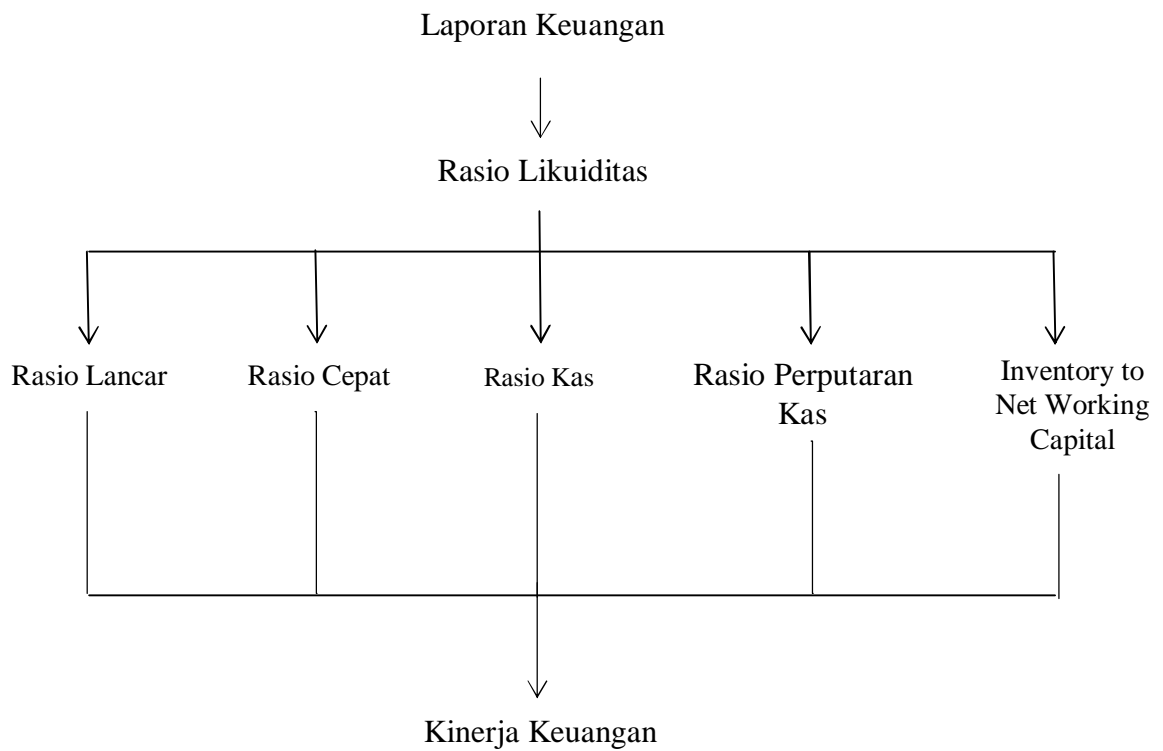 Laporan Keuangan
Rasio Likuiditas
Rasio Lancar
Rasio Cepat
Rasio Kas
Rasio Perputaran
Kas
Inventory to
Net Working
Capital
Kinerja Keuangan